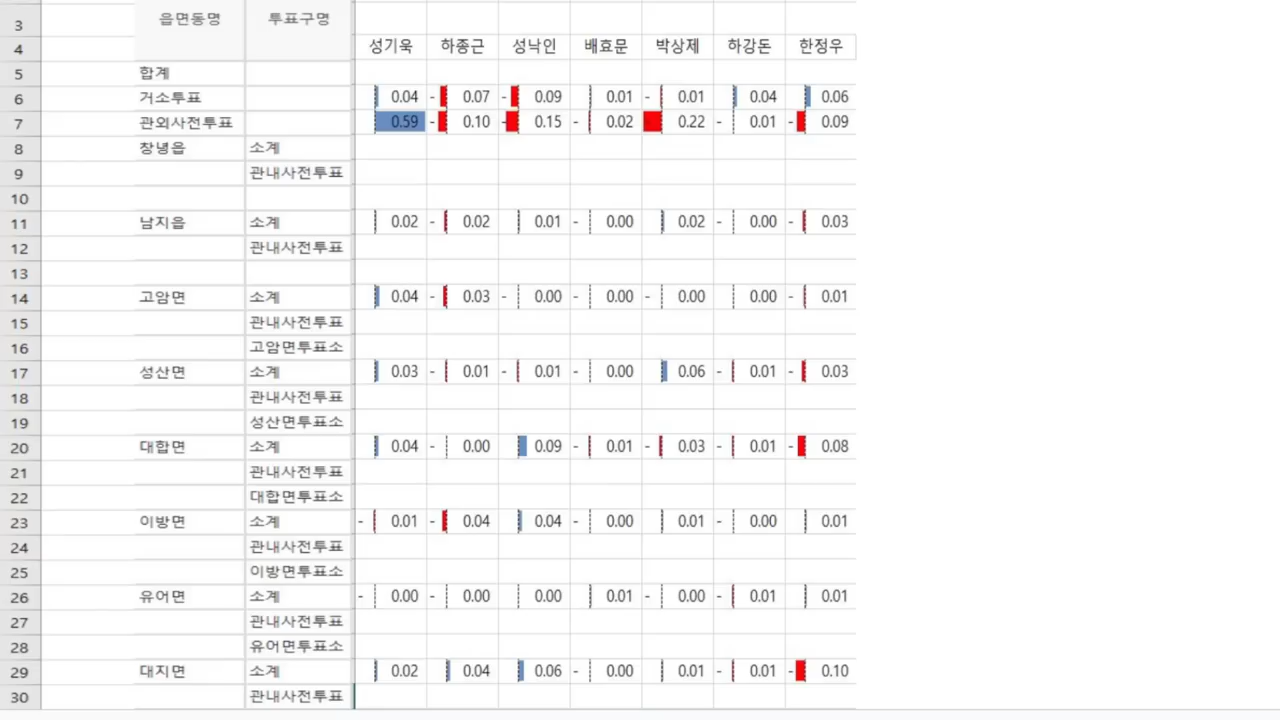 3 읍면동명 투표구명
4 성기욱 하종근 성낙인 배효문 박상제 하강돈 한정우
5 합계
6 거소투표 0.04 - 0.07 - 0.09 0.01 - 0.01 0.04 0.06
7 관외사전투표 0.59 - 0.10 - 0.15 - 0.02 0.22 - 0.01 - 0.09
8 창녕읍 소계
9 관내사전투표
10
11 남지읍 소계 0.02 - 0.02 0.01 - 0.00 0.02 - 0.00 - 0.03
12 관내사전투표
13
14 고암면 소계 0.04 - 0.03 - 0.00 - 0.00 - 0.00 0.00 - 0.01
15 관내사전투표
16 고암면투표소
17 성산면 소계 0.03 - 0.01 - 0.01 - 0.00 0.06 - 0.01 - 0.03
18 관내사전투표
19 성산면투표소
20 대합면 소계 0.04 - 0.00 0.09 - 0.01 - 0.03 - 0.01 - 0.08
21 관내사전투표
22 대합면투표소
23 이방면 소계 - 0.01 - 0.04 0.04 - 0.00 0.01 - 0.00 0.01
24 관내사전투표
25 이방면투표소
26 유어면 소계 - 0.00 - 0.00 0.00 0.01 - 0.00 - 0.01 0.01
27 관내사전투표
28 유어면투표소
29 대지면 소계 0.02 0.04 0.06 - 0.00 0.01 - 0.01 - 0.10
30 관내사전투표